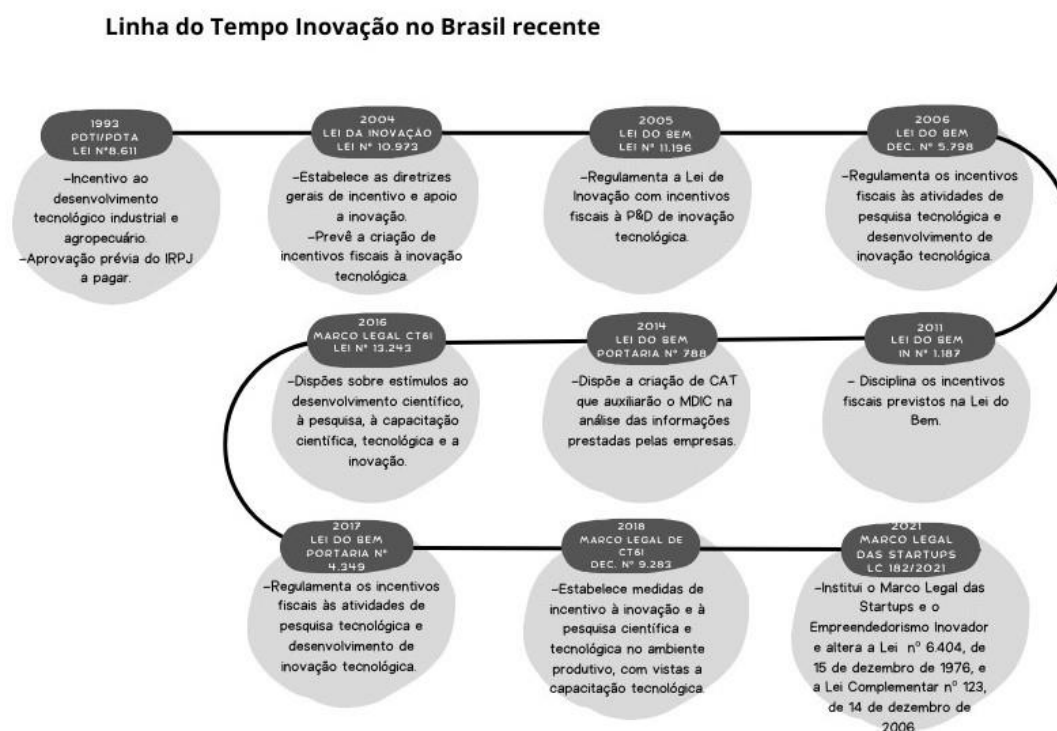 Linha do Tempo Inovação no Brasil recente
1993
PDTI/PDTA
LEI N°8.611
–Incentivo ao
desenvolvimento
tecnológico industrial e
agropecuário.
–Aprovação prévia do IRPJ
a pagar.
2004
LEI DA INOVAÇÃO
LEI N° 10.973
–Estabelece as diretrizes
gerais de incentivo e apoio
a inovação.
–Prevê a criação de
incentivos fiscais à inovação
tecnológica.
2005
LEI DO BEM
LEI N° 11.196
–Regulamenta a Lei de
Inovação com incentivos
fiscais à P&D de inovação
tecnológica.
2006
LEI DO BEM
DEC. N° 5.798
–Regulamenta os incentivos
fiscais às atividades de
pesquisa tecnológica e
desenvolvimento de
inovação tecnológica.
2016
MARCO LEGAL CT&I
LEI N° 13.243
–Dispões sobre estímulos ao
desenvolvimento científico,
à pesquisa, à capacitação
científica, tecnológica e a
inovação.
2014
LEI DO BEM
PORTARIA N° 788
–Dispõe a criação de CAT
que auxiliarão o MDIC na
análise das informações
prestadas pelas empresas.
2011
LEI DO BEM
IN N° 1.187
– Disciplina os incentivos
fiscais previstos na Lei do
Bem.
2017
LEI DO BEM
PORTARIA N°
4.349
–Regulamenta os incentivos
fiscais às atividades de
pesquisa tecnológica e
desenvolvimento de
inovação tecnológica.
2018
MARCO LEGAL DE
CT&I
DEC. N° 9.283
–Estabelece medidas de
incentivo à inovação e à
pesquisa científica e
tecnológica no ambiente
produtivo, com vistas a
capacitação tecnológica.
2021
MARCO LEGAL
DAS STARTUPS
LC 182/2021
–Institui o Marco Legal das
Startups e o
Empreendedorismo Inovador
e altera a Lei nº 6.404, de
15 de dezembro de 1976, e
a Lei Complementar nº 123,
de 14 de dezembro de
2006